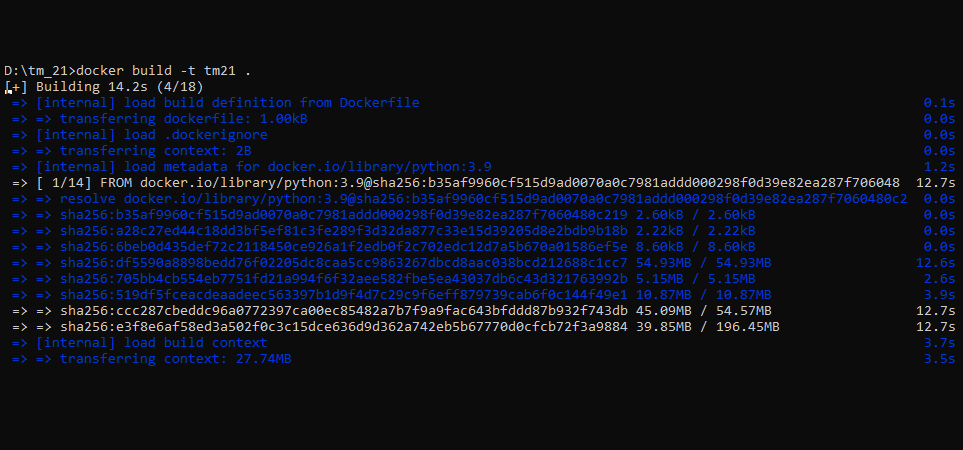 D:\tm_21>docker build -t tm21 .
[+] Building 14.2s (4/18)
=> [internal] load build definition from Dockerfile 0.1s
=> => transferring dockerfile: 1.00kB 0.0s
=> [internal] load .dockerignore 0.0s
=> => transferring context: 2B 0.0s
=> [internal] load metadata for docker.io/library/python:3.9 1.2s
=> [ 1/14] FROM docker.io/library/python:3.9@sha256:b35af9960cf515d9ad0070a0c7981addd000298f0d39e82ea287f706048 12.7s
=> => resolve docker.io/library/python:3.9@sha256:b35af9960cf515d9ad0070a0c7981addd000298f0d39e82ea287f7060480c2 0.0s
=> => sha256:b35af9960cf515d9ad0070a0c7981addd000298f0d39e82ea287f7060480c219 2.60kB / 2.60kB 0.0s
=> => sha256:a28c27ed44c18dd3bf5ef81c3fe289f3d32da877c33e15d39205d8e2bdb9b18b 2.22kB / 2.22kB 0.0s
=> => sha256:6beb0d435def72c2118450ce926a1f2edb0f2c702edc12d7a5b670a01586ef5e 8.60kB / 8.60kB 0.0s
=> => sha256:df5590a8898bedd76f02205dc8caa5cc9863267dbcd8aac038bcd212688c1cc7 54.93MB / 54.93MB 12.6s
=> => sha256:705bb4cb554eb7751fd21a994f6f32aee582fbe5ea43037db6c43d321763992b 5.15MB / 5.15MB 2.6s
=> => sha256:519df5fceacdeaadeec563397b1d9f4d7c29c9f6eff879739cab6f0c144f49e1 10.87MB / 10.87MB 3.9s
=> => sha256:ccc287cbeddc96a0772397ca00ec85482a7b7f9a9fac643bfddd87b932f743db 45.09MB / 54.57MB 12.7s
=> => sha256:e3f8e6af58ed3a502f0c3c15dce636d9d362a742eb5b67770d0cfcb72f3a9884 39.85MB / 196.45MB 12.7s
=> [internal] load build context 3.7s
=> => transferring context: 27.74MB 3.5s